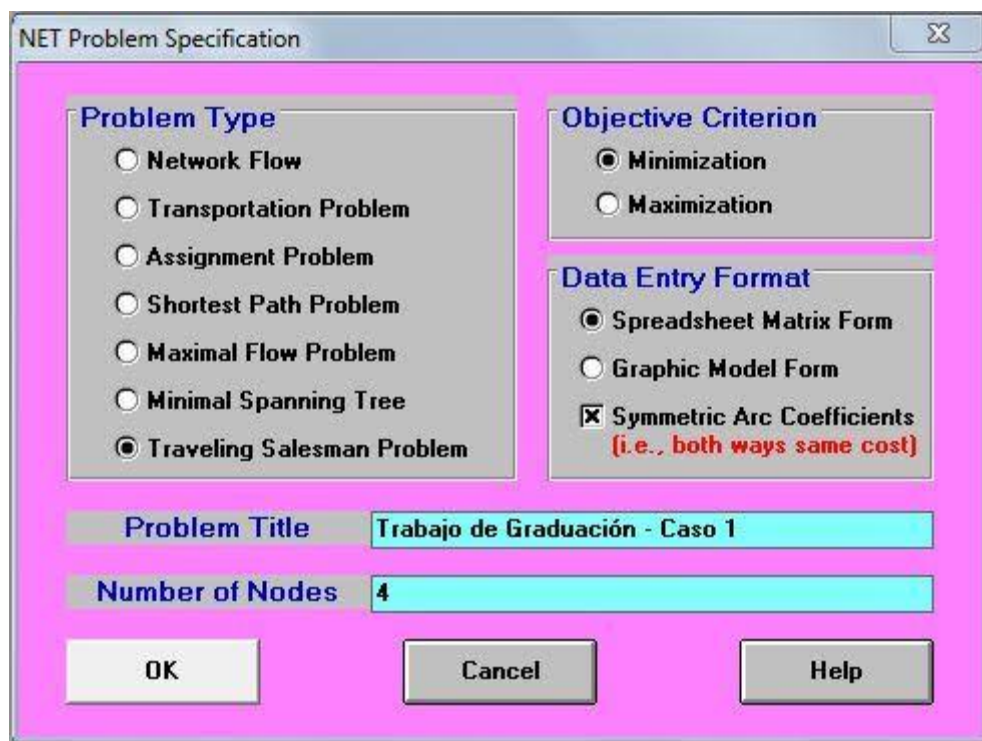 NET Problem Specification
Problem Type
Network Flow
Transportation Problem
Assignment Problem
Shortest Path Problem
Maximal Flow Problem
Minimal Spanning Tree
Traveling Salesman Problem
Objective Criterion
Minimization
Maximization
Data Entry Format
Spreadsheet Matrix Form
Graphic Model Form
Symmetric Arc Coefficients
(i.e., both ways same cost)
Problem Title
Trabajo de Graduación - Caso 1
Number of Nodes
4
OK
Cancel
Help